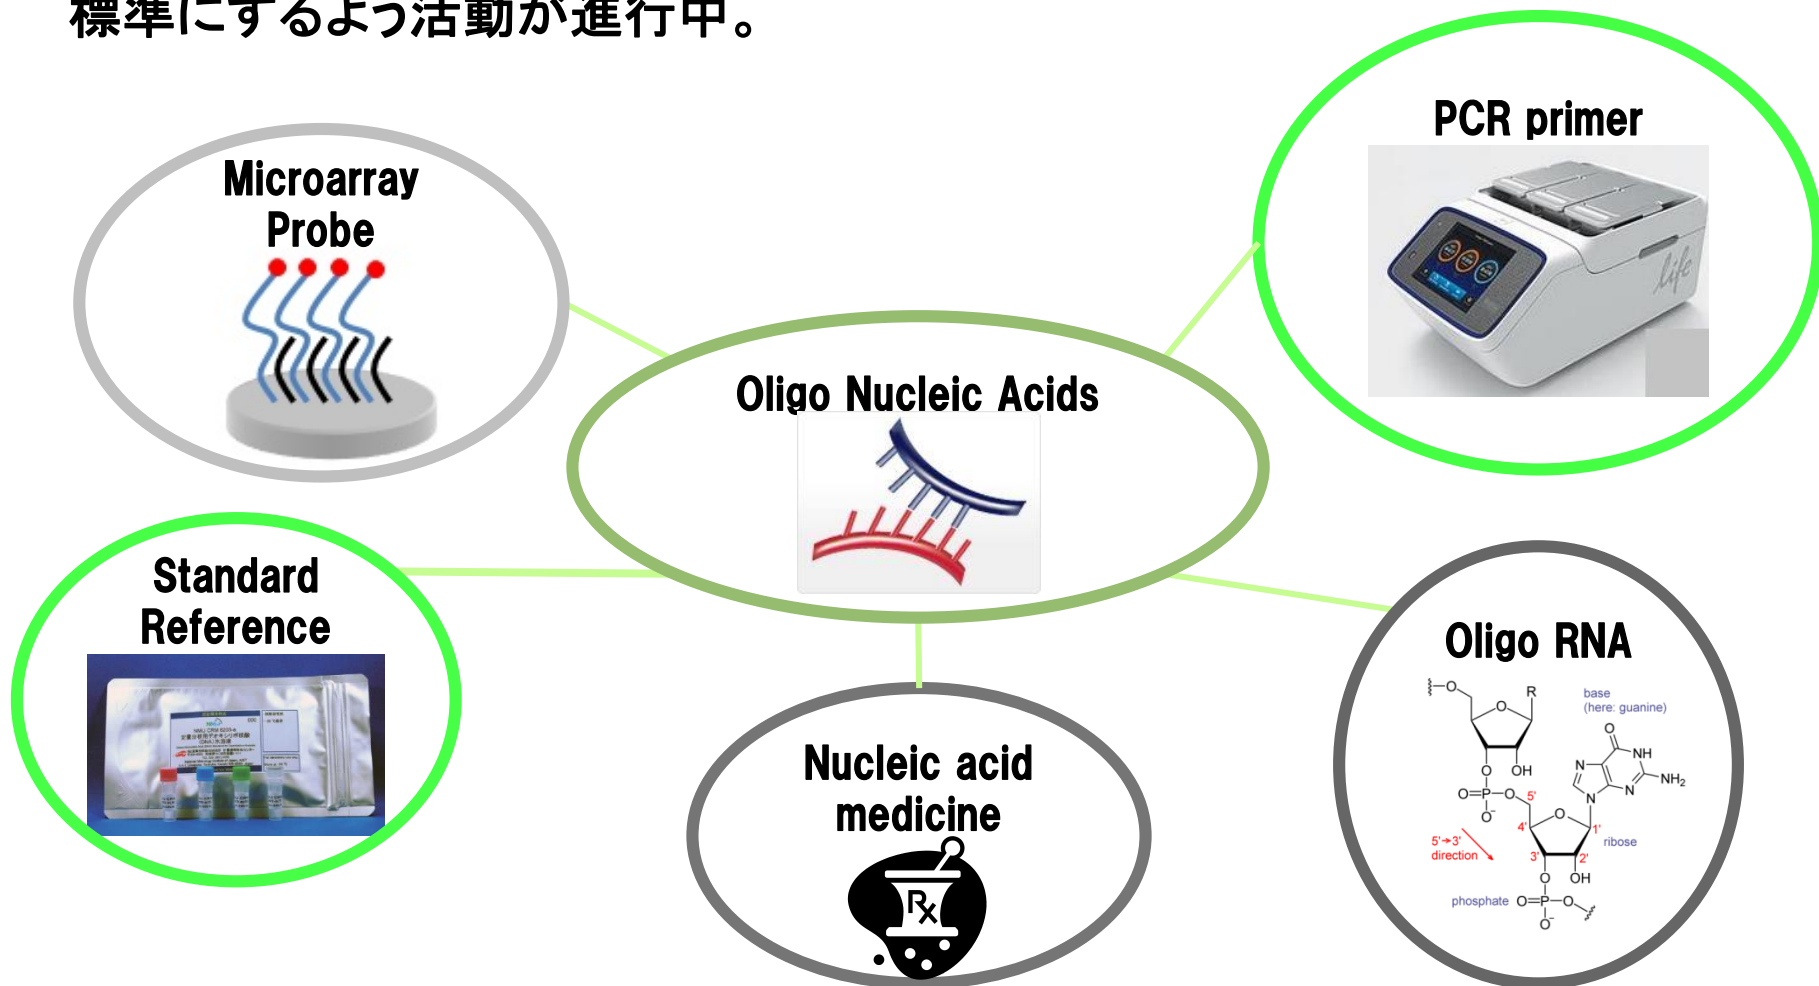 標準にするよう活動が進行中。
PCR primer
life
Microarray
Probe
Oligo Nucleic Acids
Standard
Reference
Nucleic acid
medicine
Rx
Oligo RNA
base
(here: guanine)
O
R
O
O
NH
N
N
NH₂
N
N
O
OH
O=P
O
O⁻
5'
O
4'
1'
ribose
5'→3'
direction
3'
2'
O
OH
phosphate
O=P
O
O⁻